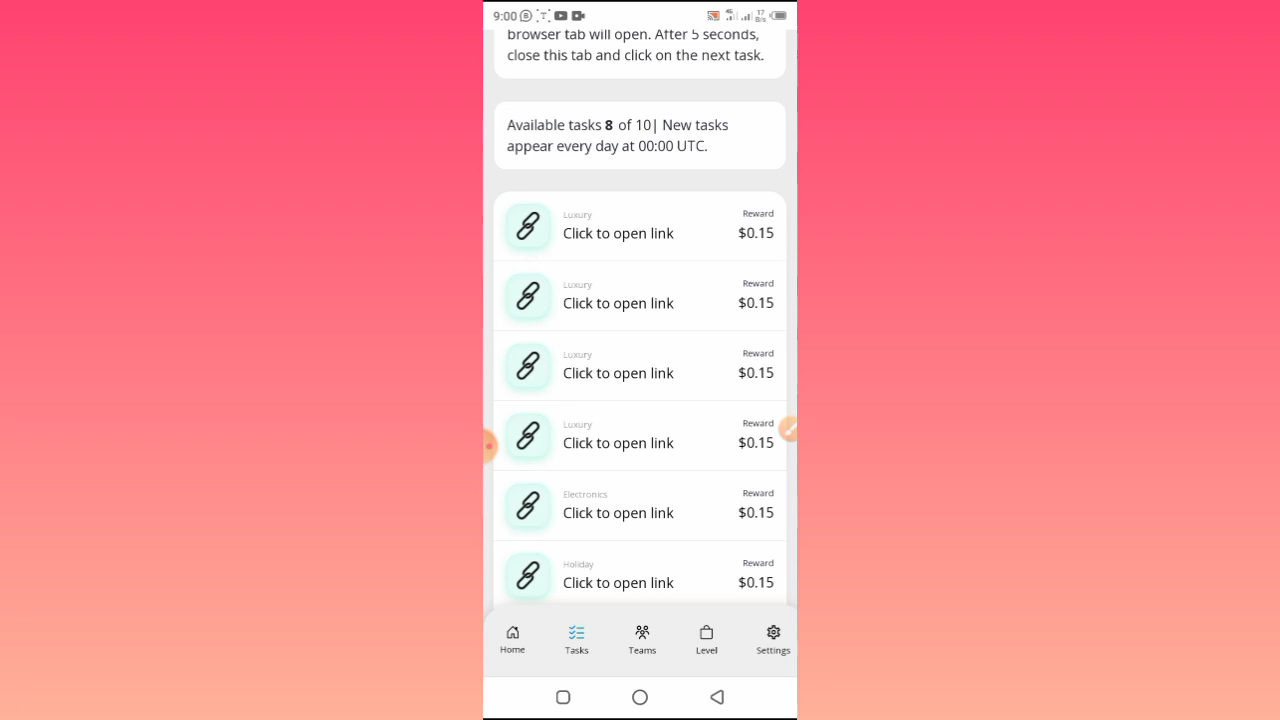 9:00
4G
17
B/s
browser tab will open. After 5 seconds,
close this tab and click on the next task.
Available tasks 8 of 10| New tasks
appear every day at 00:00 UTC.
Luxury
Reward
Click to open link
$0.15
Luxury
Reward
Click to open link
$0.15
Luxury
Reward
Click to open link
$0.15
Luxury
Reward
Click to open link
$0.15
Electronics
Reward
Click to open link
$0.15
Holiday
Reward
Click to open link
$0.15
Home
Tasks
Teams
Level
Settings